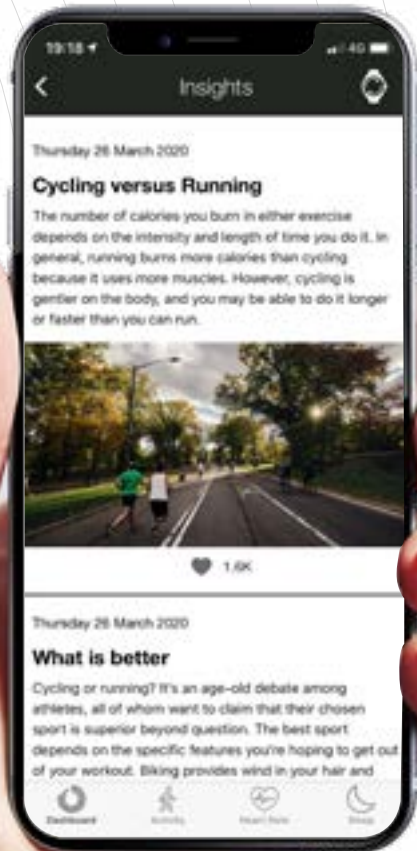 19:18
4G
Insights
Thursday 26 March 2020
Cycling versus Running
The number of calories you burn in either exercise
depends on the intensity and length of time you do it. In
general, running burns more calories than cycling
because it uses more muscles. However, cycling is
gentler on the body, and you may be able to do it longer
or faster than you can run.
1.6K
Thursday 26 March 2020
What is better
Cycling or running? It's an age-old debate among
athletes, all of whom want to claim that their chosen
sport is superior beyond question. The best sport
depends on the specific features you're hoping to get out
of your workout. Biking provides wind in your hair and
Dashboard
Activity
Heart Rate
Sleep